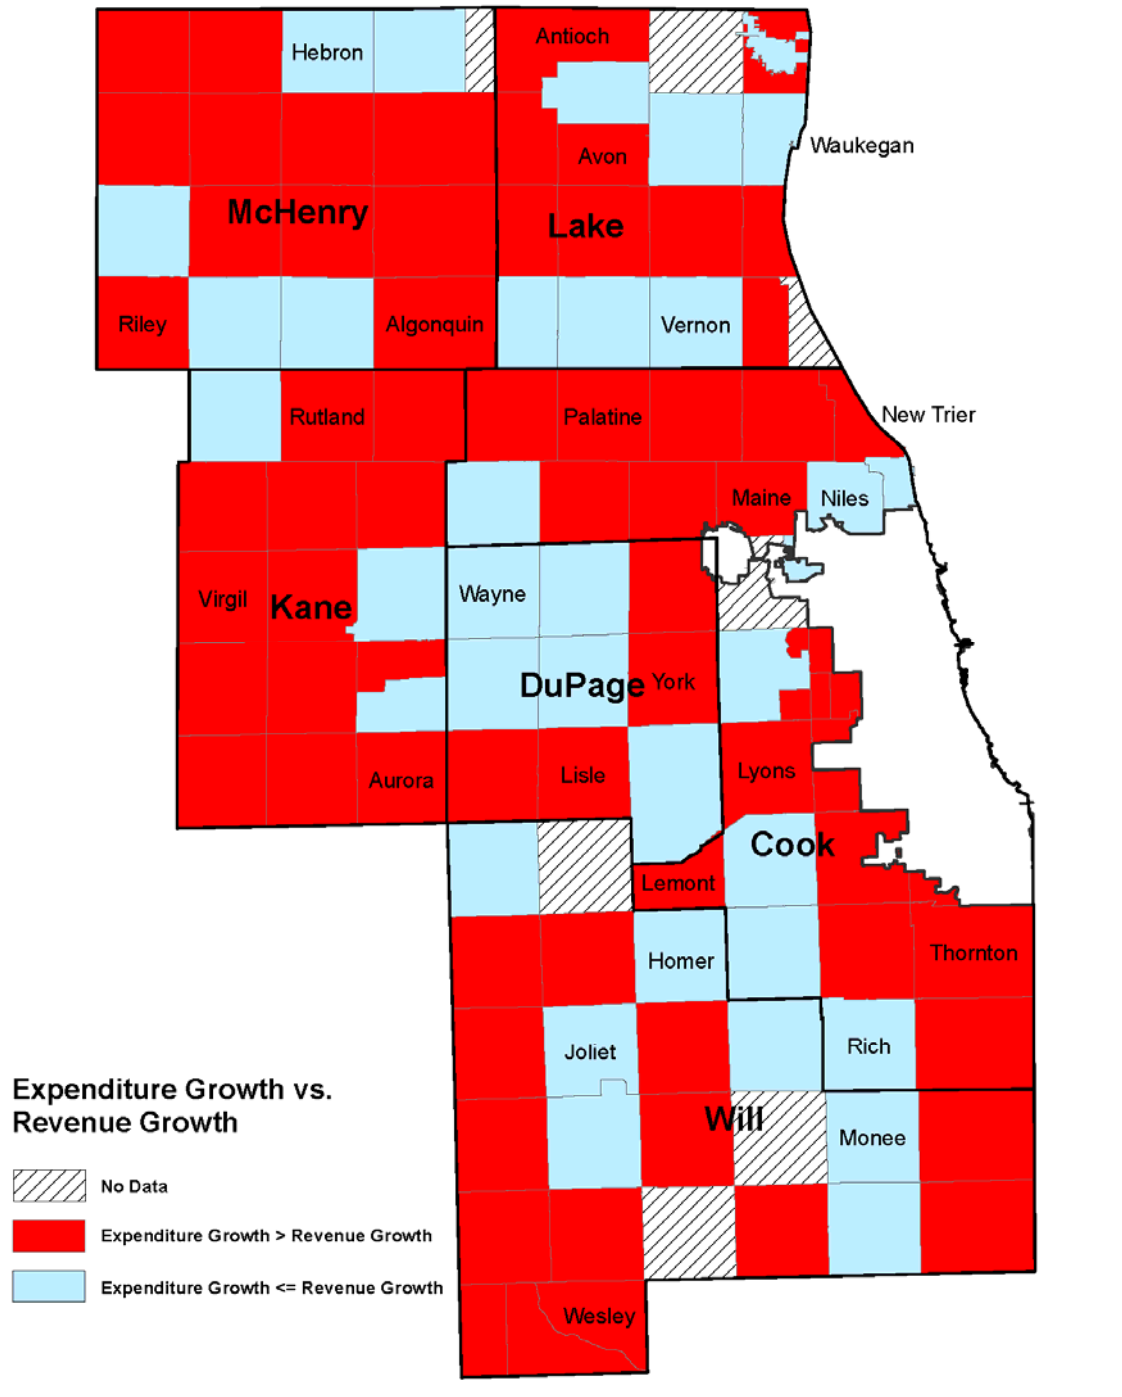 Hebron
Antioch
Waukegan
Avon
McHenry
Lake
Riley
Algonquin
Vernon
Rutland
Palatine
New Trier
Maine
Niles
Virgil
Kane
Wayne
DuPage
York
Aurora
Lisle
Lyons
Cook
Lemont
Homer
Thornton
Joliet
Rich
Expenditure Growth vs.
Revenue Growth
Will
Monee
No Data
Expenditure Growth > Revenue Growth
Expenditure Growth <= Revenue Growth
Wesley